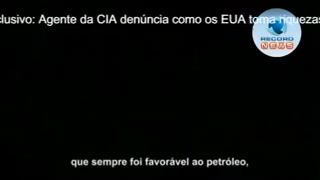 clusivo: Agente da CIA denúncia como os EUA toma riquezas
RECORD
NEWS
que sempre foi favorável ao petróleo,